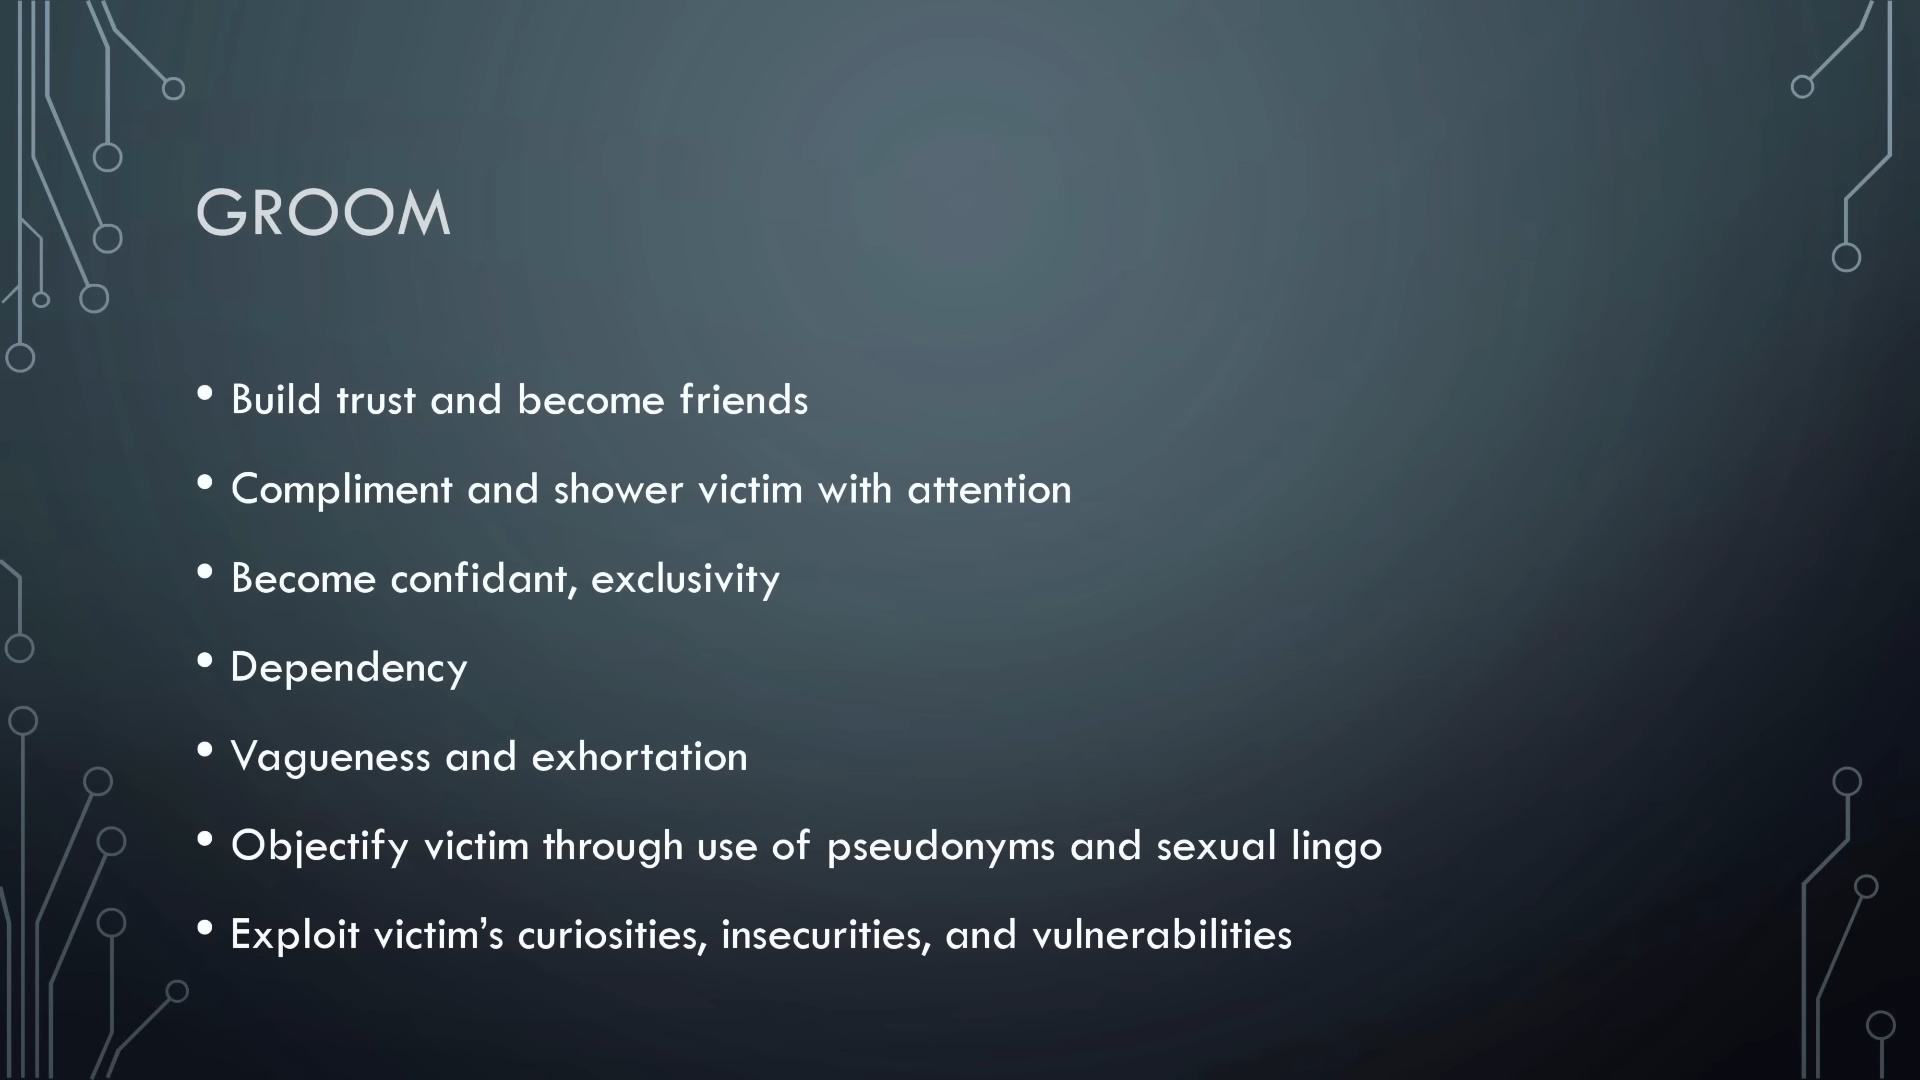 GROOM
• Build trust and become friends
• Compliment and shower victim with attention
• Become confidant, exclusivity
• Dependency
• Vagueness and exhortation
• Objectify victim through use of pseudonyms and sexual lingo
• Exploit victim’s curiosities, insecurities, and vulnerabilities